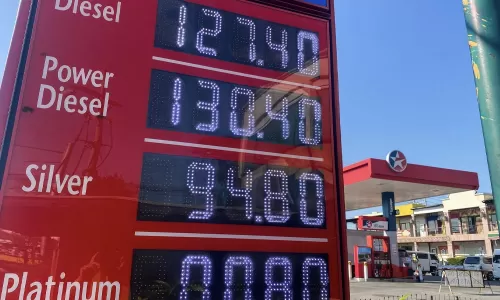 Diesel 127.40
Power
Diesel 130.40
Silver 94.80
Platinum